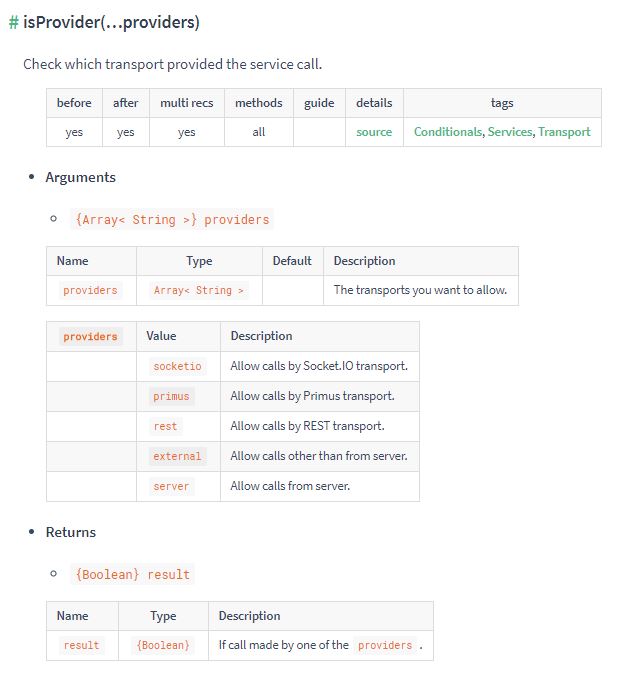 # isProvider(...providers)
Check which transport provided the service call.
before after multi recs methods guide details tags
yes yes yes all source Conditionals, Services, Transport
• Arguments
{Array< String >} providers
Name Type Default Description
providers Array< String > The transports you want to allow.
providers Value Description
socketio Allow calls by Socket.IO transport.
primus Allow calls by Primus transport.
rest Allow calls by REST transport.
external Allow calls other than from server.
server Allow calls from server.
• Returns
{Boolean} result
Name Type Description
result {Boolean} If call made by one of the providers .